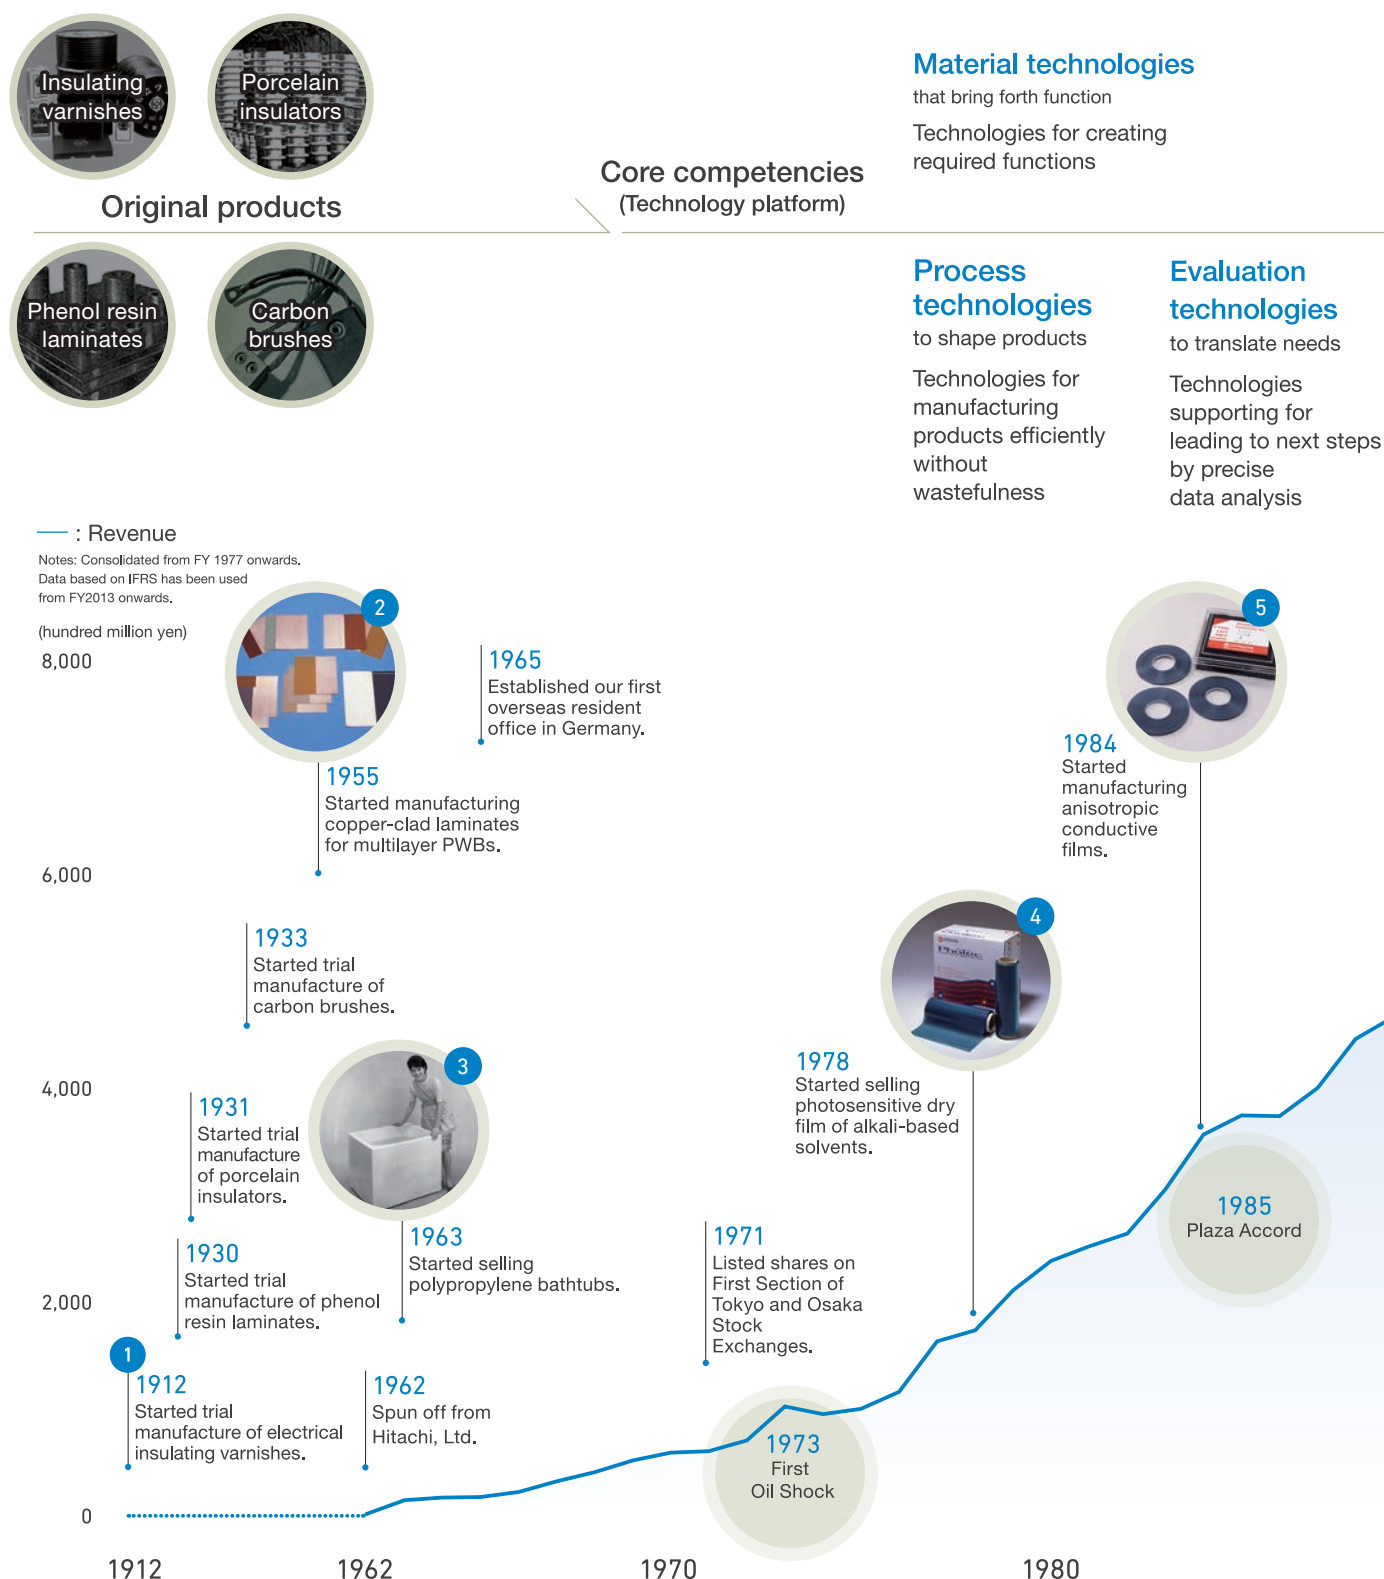 Insulating
varnishes
Porcelain
insulators
Original products
Phenol resin
laminates
Carbon
brushes
Core competencies
(Technology platform)
Material technologies
that bring forth function
Technologies for creating
required functions
Process
technologies
to shape products
Technologies for
manufacturing
products efficiently
without
wastefulness
Evaluation
technologies
to translate needs
Technologies
supporting for
leading to next steps
by precise
data analysis
: Revenue
Notes: Consolidated from FY 1977 onwards.
Data based on IFRS has been used
from FY2013 onwards.
(hundred million yen)
8,000
6,000
4,000
2,000
0
1
1912
Started trial
manufacture of electrical
insulating varnishes.
1930
Started trial
manufacture of phenol
resin laminates.
1931
Started trial
manufacture
of porcelain
insulators.
1933
Started trial
manufacture of
carbon brushes.
2
1955
Started manufacturing
copper-clad laminates
for multilayer PWBs.
1962
Spun off from
Hitachi, Ltd.
3
1963
Started selling
polypropylene bathtubs.
1965
Established our first
overseas resident
office in Germany.
1971
Listed shares on
First Section of
Tokyo and Osaka
Stock
Exchanges.
1973
First
Oil Shock
4
Photec
1978
Started selling
photosensitive dry
film of alkali-based
solvents.
5
1984
Started
manufacturing
anisotropic
conductive
films.
1985
Plaza Accord
1912
1962
1970
1980